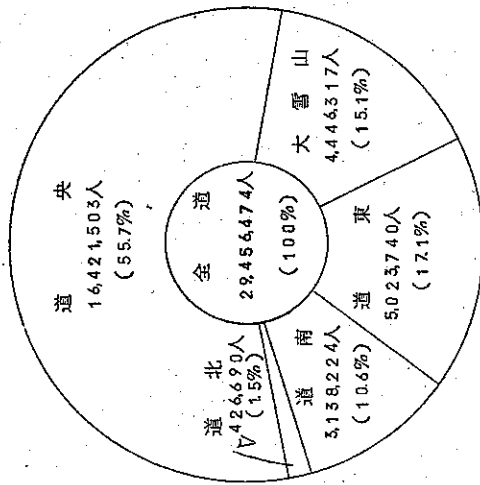 道央
16,421,503人
(55.7%)
大雪山
4,446,317人
(15.1%)
道東
5,023,740人
(17.1%)
道南
3,138,224人
(10.6%)
道北
426,690人
(1.5%)
全道
29,456,474人
(100%)